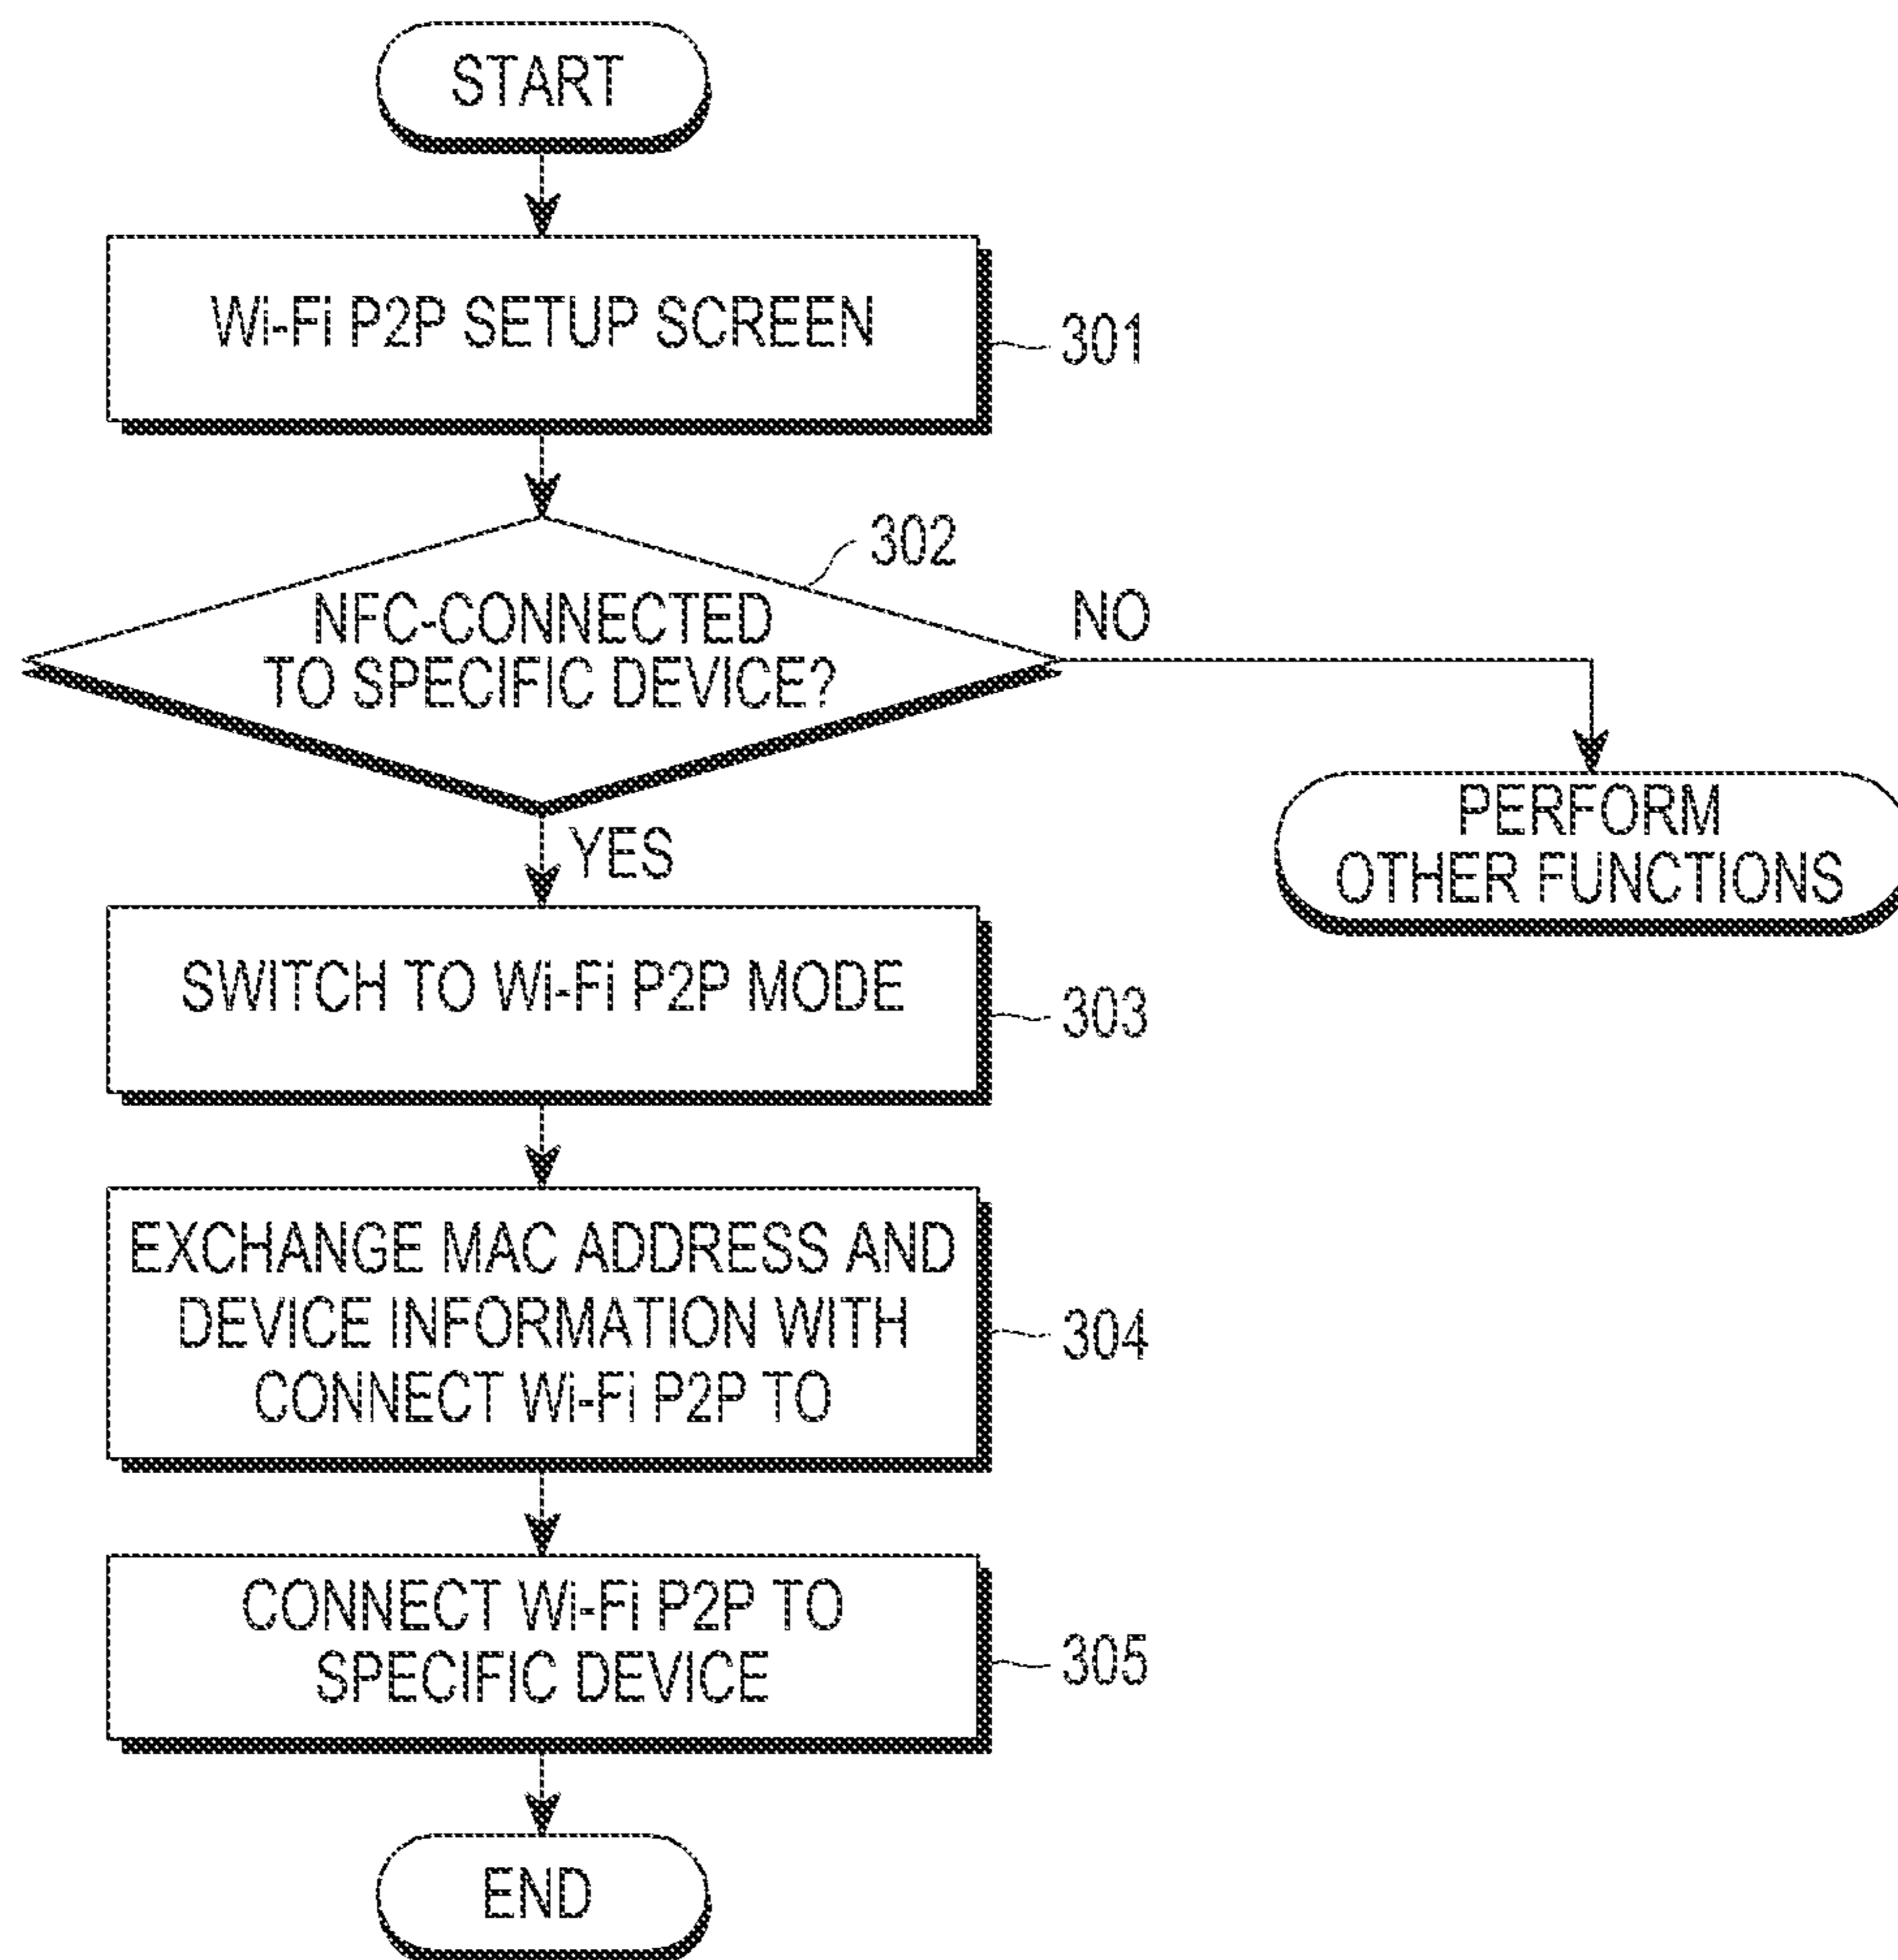 START
Wi-Fi P2P SETUP SCREEN
301
302
NFC-CONNECTED
TO SPECIFIC DEVICE?
NO
PERFORM
OTHER FUNCTIONS
YES
SWITCH TO Wi-Fi P2P MODE
303
EXCHANGE MAC ADDRESS AND
DEVICE INFORMATION WITH
CONNECT Wi-Fi P2P TO
304
CONNECT Wi-Fi P2P TO
SPECIFIC DEVICE
305
END